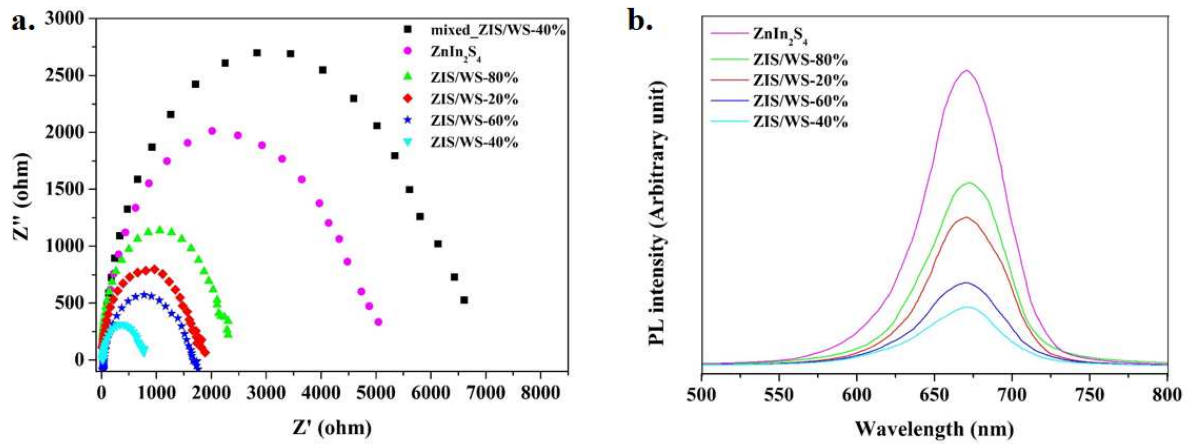 a.
3000
2500
2000
1500
1000
500
0
Z'' (ohm)
mixed_ZIS/WS-40%
ZnIn₂S₄
ZIS/WS-80%
ZIS/WS-20%
ZIS/WS-60%
ZIS/WS-40%
0 1000 2000 3000 4000 5000 6000 7000 8000
Z' (ohm)
b.
PL intensity (Arbitrary unit)
ZnIn₂S₄
ZIS/WS-80%
ZIS/WS-20%
ZIS/WS-60%
ZIS/WS-40%
500 550 600 650 700 750 800
Wavelength (nm)